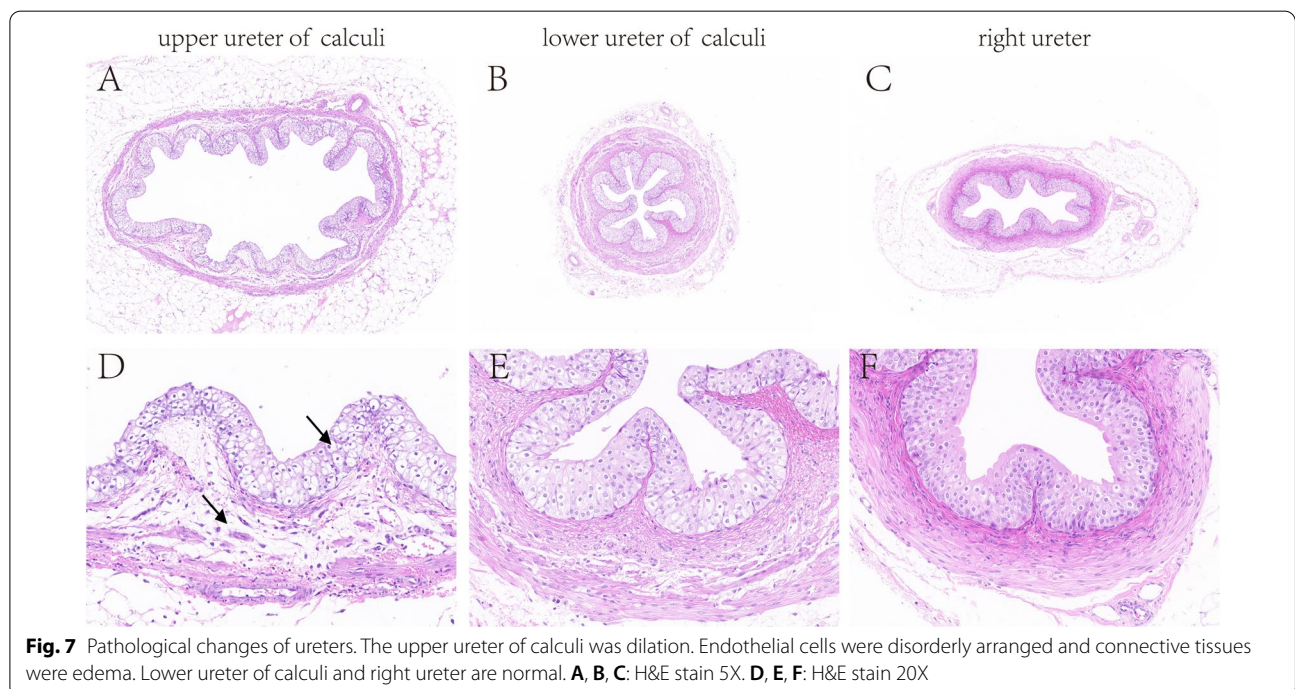 upper ureter of calculi
lower ureter of calculi
right ureter
A
B
C
D
E
F
Fig. 7 Pathological changes of ureters. The upper ureter of calculi was dilation. Endothelial cells were disorderly arranged and connective tissues
were edema. Lower ureter of calculi and right ureter are normal. A, B, C: H&E stain 5X. D, E, F: H&E stain 20X